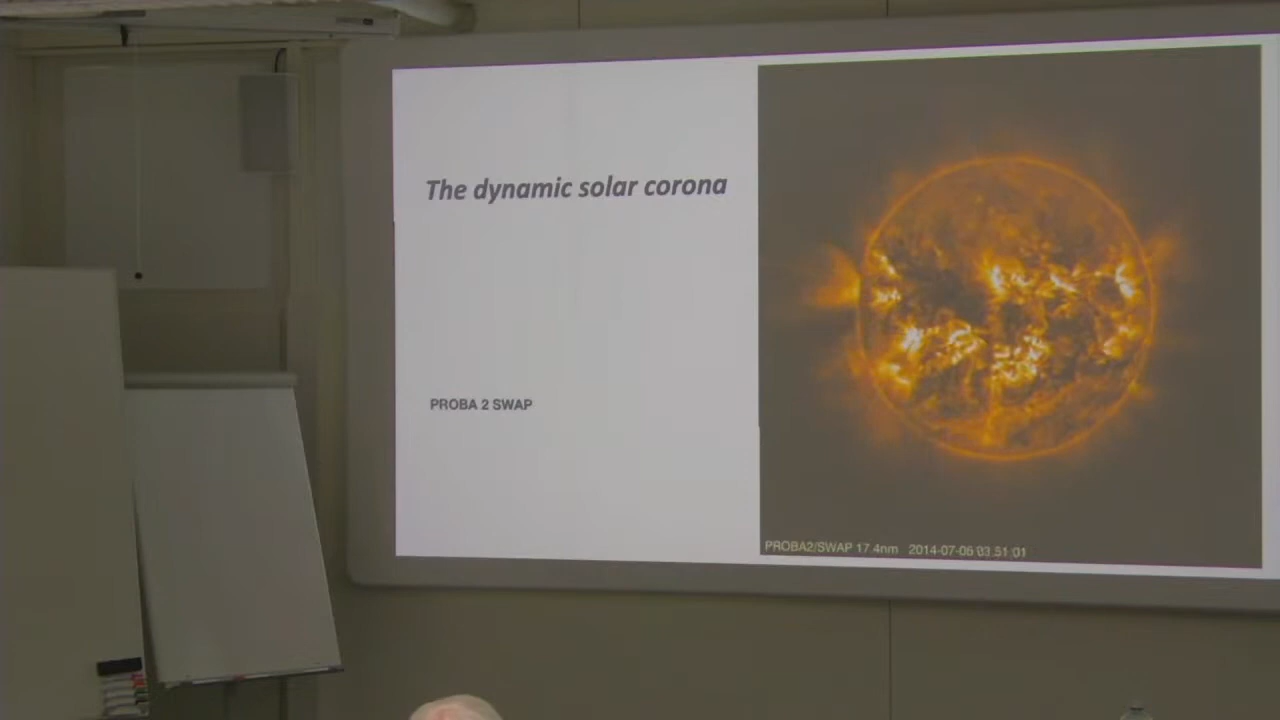 The dynamic solar corona
PROBA 2 SWAP
PROBA2/SWAP 17.4nm 2014-07-06 03:51:01